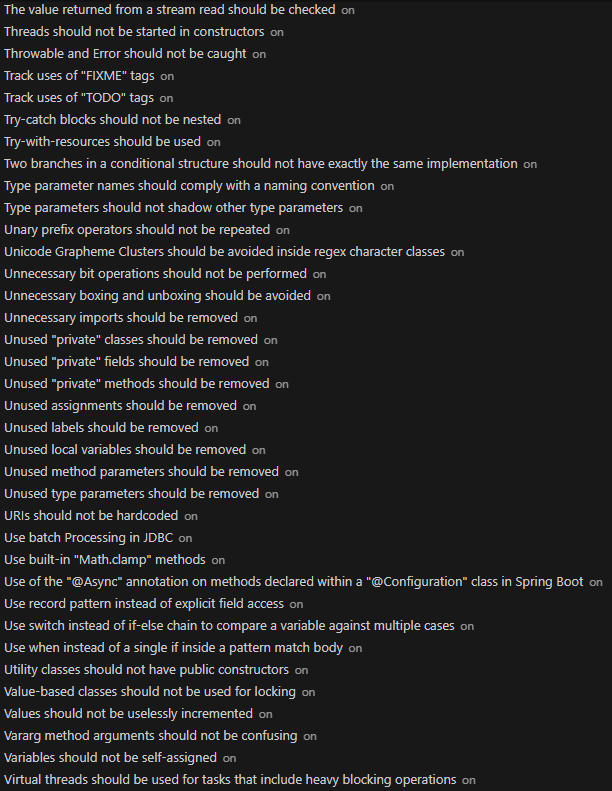 The value returned from a stream read should be checked on
Threads should not be started in constructors on
Throwable and Error should not be caught on
Track uses of "FIXME" tags on
Track uses of "TODO" tags on
Try-catch blocks should not be nested on
Try-with-resources should be used on
Two branches in a conditional structure should not have exactly the same implementation on
Type parameter names should comply with a naming convention on
Type parameters should not shadow other type parameters on
Unary prefix operators should not be repeated on
Unicode Grapheme Clusters should be avoided inside regex character classes on
Unnecessary bit operations should not be performed on
Unnecessary boxing and unboxing should be avoided on
Unnecessary imports should be removed on
Unused "private" classes should be removed on
Unused "private" fields should be removed on
Unused "private" methods should be removed on
Unused assignments should be removed on
Unused labels should be removed on
Unused local variables should be removed on
Unused method parameters should be removed on
Unused type parameters should be removed on
URIs should not be hardcoded on
Use batch Processing in JDBC on
Use built-in "Math.clamp" methods on
Use of the "@Async" annotation on methods declared within a "@Configuration" class in Spring Boot on
Use record pattern instead of explicit field access on
Use switch instead of if-else chain to compare a variable against multiple cases on
Use when instead of a single if inside a pattern match body on
Utility classes should not have public constructors on
Value-based classes should not be used for locking on
Values should not be uselessly incremented on
Vararg method arguments should not be confusing on
Variables should not be self-assigned on
Virtual threads should be used for tasks that include heavy blocking operations on